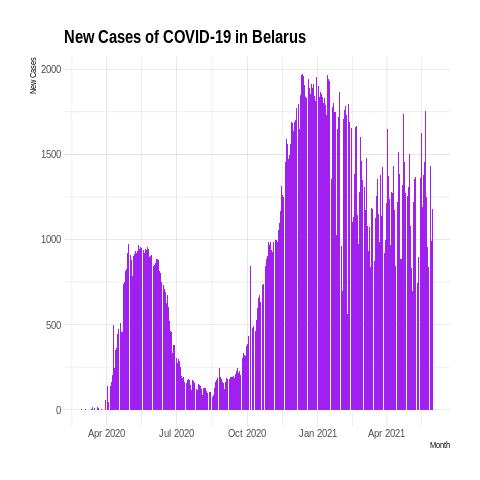 New Cases of COVID-19 in Belarus
New Cases
2000
1500
1000
500
0
Apr 2020 Jul 2020 Oct 2020 Jan 2021 Apr 2021
Month